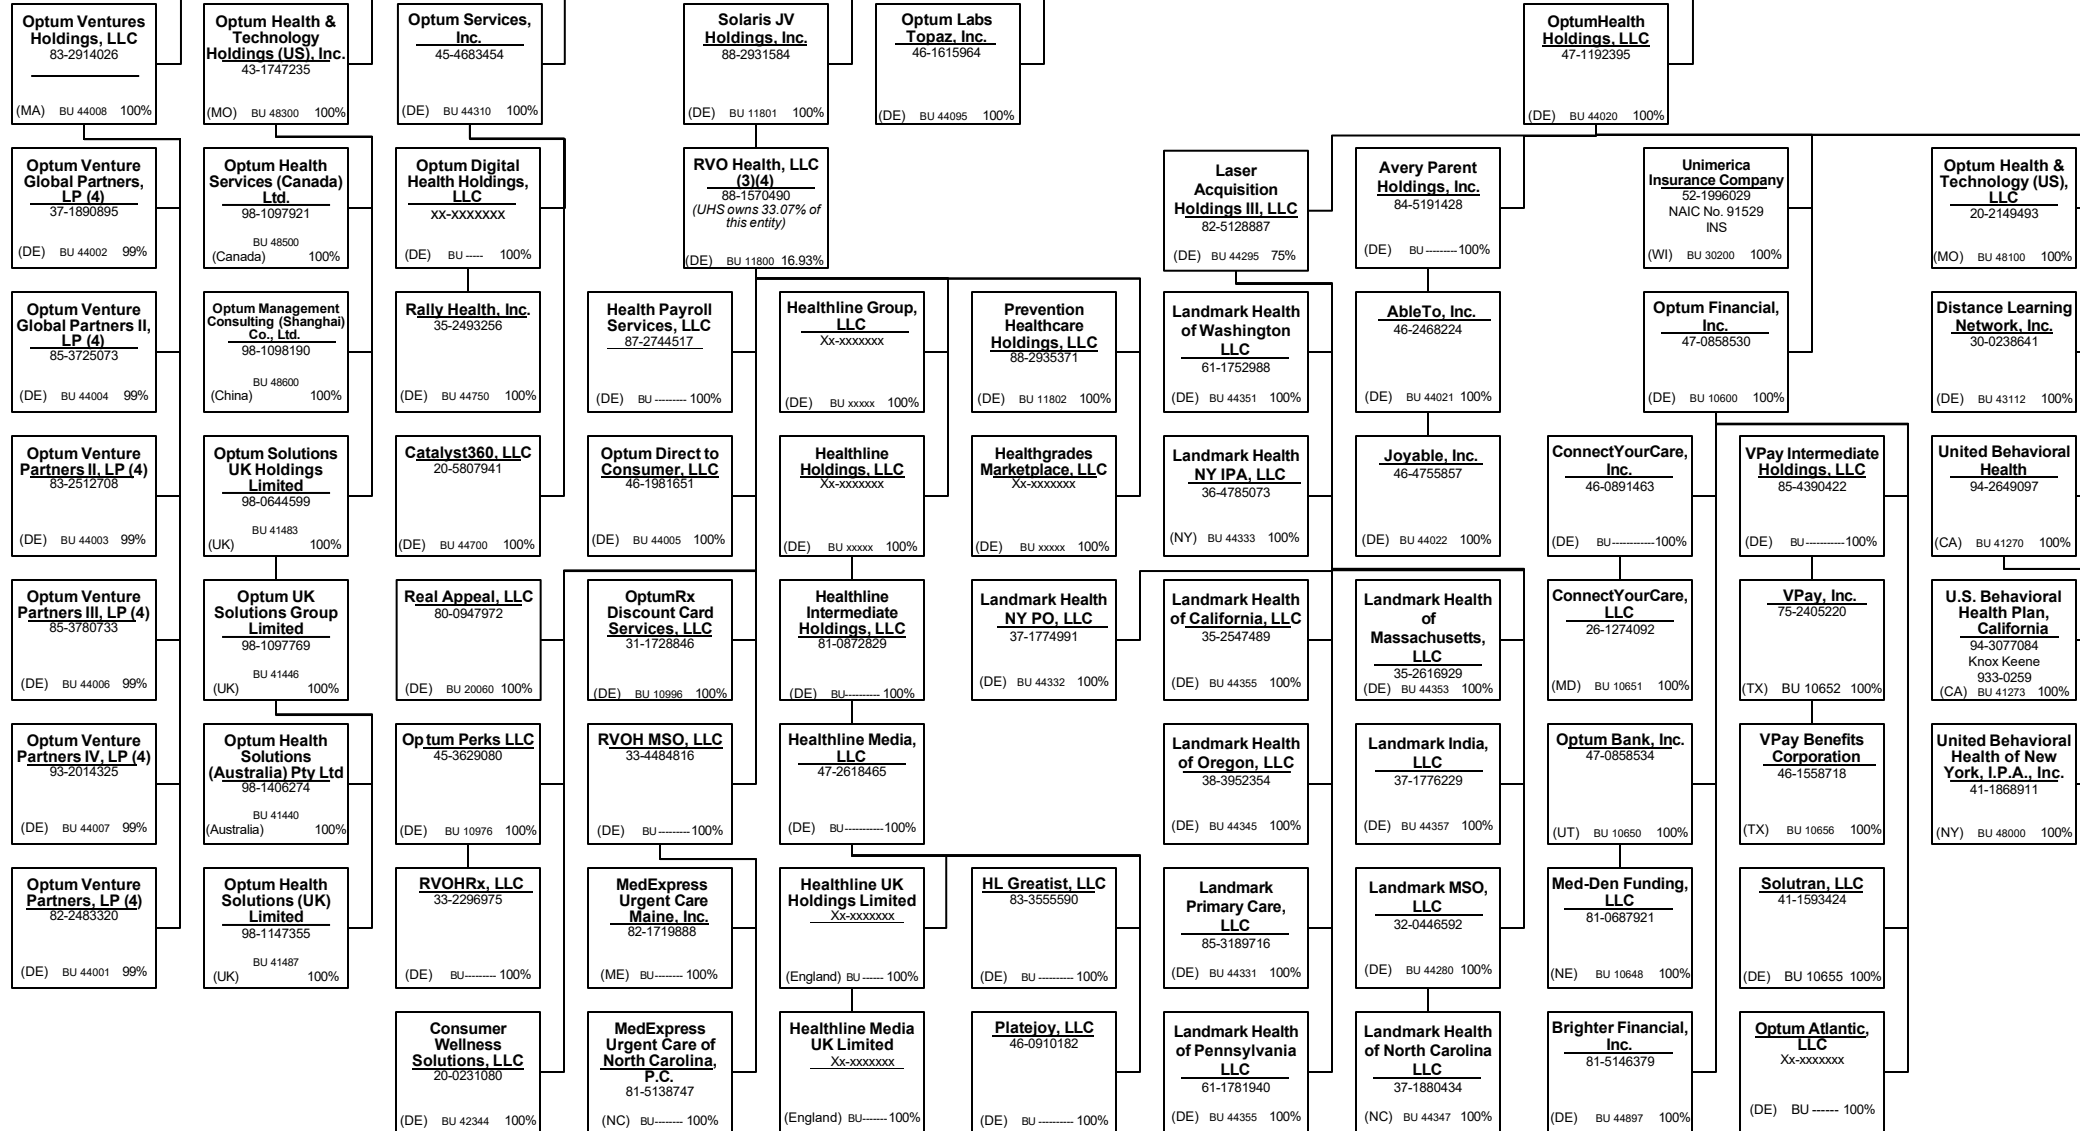 Optum Ventures
Holdings, LLC
83-2914026
(MA) BU 44008 100%
Optum Health &
Technology
Holdings (US), Inc.
43-1747235
(MO) BU 48300 100%
Optum Services,
Inc.
45-4683454
(DE) BU 44310 100%
Solaris JV
Holdings, Inc.
88-2931584
(DE) BU 11801 100%
Optum Labs
Topaz, Inc.
46-1615964
(DE) BU 44095 100%
OptumHealth
Holdings, LLC
47-1192395
(DE) BU 44020 100%
Optum Venture
Global Partners,
LP (4)
37-1890895
(DE) BU 44002 99%
Optum Health
Services (Canada)
Ltd.
98-1097921
BU 48500
(Canada) 100%
Optum Digital
Health Holdings,
LLC
xx-xxxxxxx
(DE) BU ----- 100%
RVO Health, LLC
(3)(4)
88-1570490
(UHS owns 33.07% of
this entity)
(DE) BU 11800 16.93%
Laser
Acquisition
Holdings III, LLC
82-5128887
(DE) BU 44295 75%
Avery Parent
Holdings, Inc.
84-5191428
(DE) BU ---------100%
Unimerica
Insurance Company
52-1996029
NAIC No. 91529
INS
(WI) BU 30200 100%
Optum Health &
Technology (US),
LLC
20-2149493
(MO) BU 48100 100%
Optum Venture
Global Partners II,
LP (4)
85-3725073
(DE) BU 44004 99%
Optum Management
Consulting (Shanghai)
Co., Ltd.
98-1098190
BU 48600
(China) 100%
Rally Health, Inc.
35-2493256
(DE) BU 44750 100%
Health Payroll
Services, LLC
87-2744517
(DE) BU --------- 100%
Healthline Group,
LLC
Xx-xxxxxxx
(DE) BU xxxxx 100%
Prevention
Healthcare
Holdings, LLC
88-2935371
(DE) BU 11802 100%
Landmark Health
of Washington
LLC
61-1752988
(DE) BU 44351 100%
AbleTo, Inc.
46-2468224
(DE) BU 44021 100%
Optum Financial,
Inc.
47-0858530
(DE) BU 10600 100%
Distance Learning
Network, Inc.
30-0238641
(DE) BU 43112 100%
Optum Venture
Partners II, LP (4)
83-2512708
(DE) BU 44003 99%
Optum Solutions
UK Holdings
Limited
98-0644599
BU 41483
(UK) 100%
Catalyst360, LLC
20-5807941
(DE) BU 44700 100%
Optum Direct to
Consumer, LLC
46-1981651
(DE) BU 44005 100%
Healthline
Holdings, LLC
Xx-xxxxxxx
(DE) BU xxxxx 100%
Healthgrades
Marketplace, LLC
Xx-xxxxxxx
(DE) BU xxxxx 100%
Landmark Health
NY IPA, LLC
36-4785073
(NY) BU 44333 100%
Joyable, Inc.
46-4755857
(DE) BU 44022 100%
ConnectYourCare,
Inc.
46-0891463
(DE) BU------------100%
VPay Intermediate
Holdings, LLC
85-4390422
(DE) BU-----------100%
United Behavioral
Health
94-2649097
(CA) BU 41270 100%
Optum Venture
Partners III, LP (4)
85-3780733
(DE) BU 44006 99%
Optum UK
Solutions Group
Limited
98-1097769
BU 41446
(UK) 100%
Real Appeal, LLC
80-0947972
(DE) BU 20060 100%
OptumRx
Discount Card
Services, LLC
31-1728846
(DE) BU 10996 100%
Healthline
Intermediate
Holdings, LLC
81-0872829
(DE) BU---------- 100%
Landmark Health
NY PO, LLC
37-1774991
(DE) BU 44332 100%
Landmark Health
of California, LLC
35-2547489
(DE) BU 44355 100%
Landmark Health
of
Massachusetts,
LLC
35-2616929
(DE) BU 44353 100%
ConnectYourCare,
LLC
26-1274092
(MD) BU 10651 100%
VPay, Inc.
75-2405220
(TX) BU 10652 100%
U.S. Behavioral
Health Plan,
California
94-3077084
Knox Keene
933-0259
(CA) BU 41273 100%
Optum Venture
Partners IV, LP (4)
93-2014325
(DE) BU 44007 99%
Optum Health
Solutions
(Australia) Pty Ltd
98-1406274
BU 41440
(Australia) 100%
Optum Perks LLC
45-3629080
(DE) BU 10976 100%
RVOH MSO, LLC
33-4484816
(DE) BU---------100%
Healthline Media,
LLC
47-2618465
(DE) BU-----------100%
Landmark Health
of Oregon, LLC
38-3952354
(DE) BU 44345 100%
Landmark India,
LLC
37-1776229
(DE) BU 44357 100%
Optum Bank, Inc.
47-0858534
(UT) BU 10650 100%
VPay Benefits
Corporation
46-1558718
(TX) BU 10656 100%
United Behavioral
Health of New
York, I.P.A., Inc.
41-1868911
(NY) BU 48000 100%
Optum Venture
Partners, LP (4)
82-2483320
(DE) BU 44001 99%
Optum Health
Solutions (UK)
Limited
98-1147355
BU 41487
(UK) 100%
RVOHRx, LLC
33-2296975
(DE) BU--------- 100%
MedExpress
Urgent Care
Maine, Inc.
82-1719888
(ME) BU-------- 100%
Healthline UK
Holdings Limited
Xx-xxxxxxx
(England) BU ------ 100%
HL Greatist, LLC
83-3555590
(DE) BU ---------- 100%
Landmark
Primary Care,
LLC
85-3189716
(DE) BU 44331 100%
Landmark MSO,
LLC
32-0446592
(DE) BU 44280 100%
Med-Den Funding,
LLC
81-0687921
(NE) BU 10648 100%
Solutran, LLC
41-1593424
(DE) BU 10655 100%
Consumer
Wellness
Solutions, LLC
20-0231080
(DE) BU 42344 100%
MedExpress
Urgent Care of
North Carolina,
P.C.
81-5138747
(NC) BU-------- 100%
Healthline Media
UK Limited
Xx-xxxxxxx
(England) BU-------100%
Platejoy, LLC
46-0910182
(DE) BU ---------- 100%
Landmark Health
of Pennsylvania
LLC
61-1781940
(DE) BU 44355 100%
Landmark Health
of North Carolina
LLC
37-1880434
(NC) BU 44347 100%
Brighter Financial,
Inc.
81-5146379
(DE) BU 44897 100%
Optum Atlantic,
LLC
Xx-xxxxxxx
(DE) BU ------ 100%